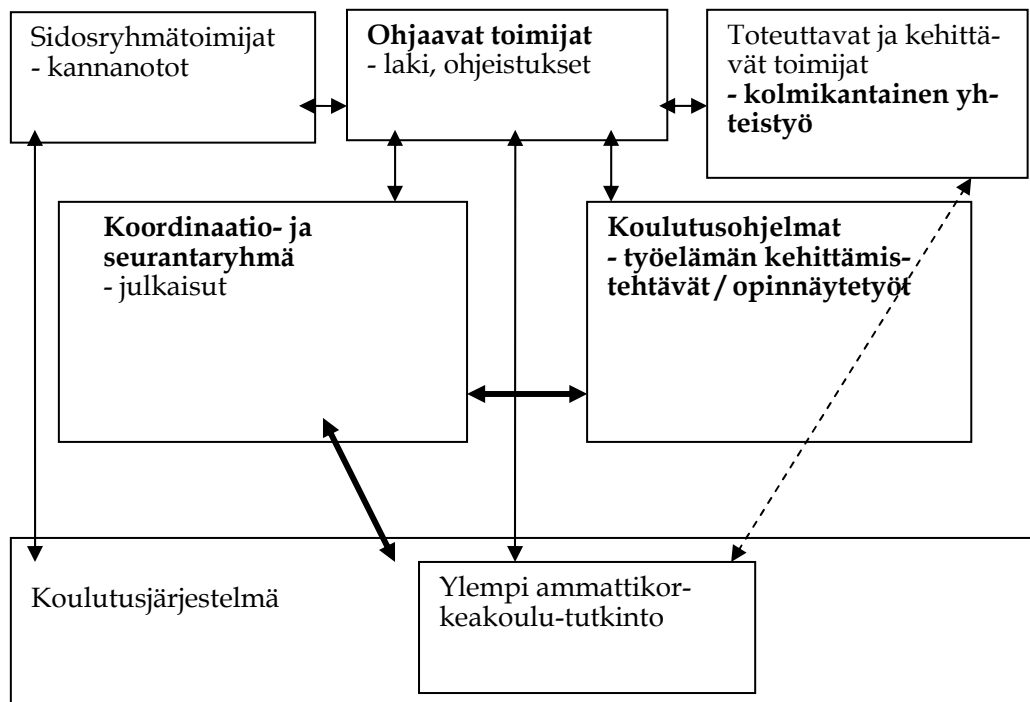 Sidosryhmätoimijat
- kannanotot
Ohjaavat toimijat
- laki, ohjeistukset
Toteuttavat ja kehittä-
vät toimijat
- kolmikantainen yh-
teistyö
Koordinaatio- ja
seurantaryhmä
- julkaisut
Koulutusohjelmat
- työelämän kehittämis-
tehtävät / opinnäytetyöt
Koulutusjärjestelmä
Ylempi ammattikor-
keakoulu-tutkinto